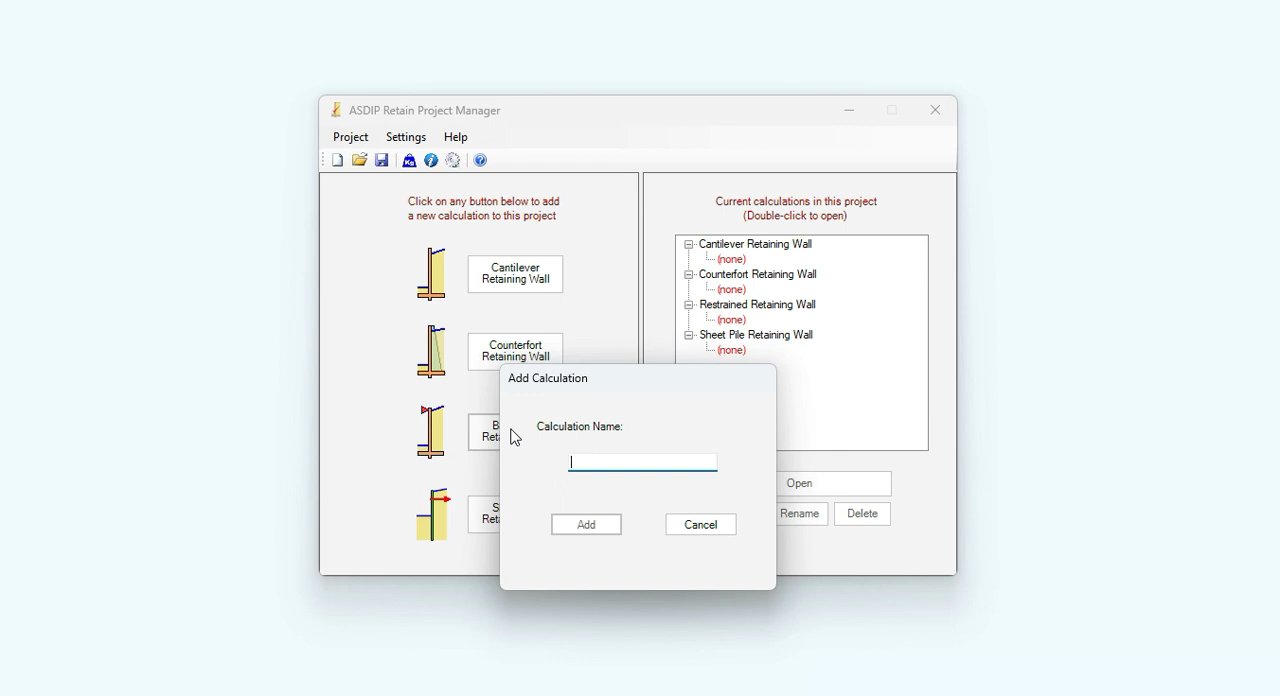 ASDIP Retain Project Manager
Project Settings Help
Click on any button below to add
a new calculation to this project
Cantilever
Retaining Wall
Counterfort
Retaining Wall
Current calculations in this project
(Double-click to open)
Cantilever Retaining Wall
(none)
Counterfort Retaining Wall
(none)
Restrained Retaining Wall
(none)
Sheet Pile Retaining Wall
(none)
Open
Rename Delete
Add Calculation
Calculation Name:
Add Cancel